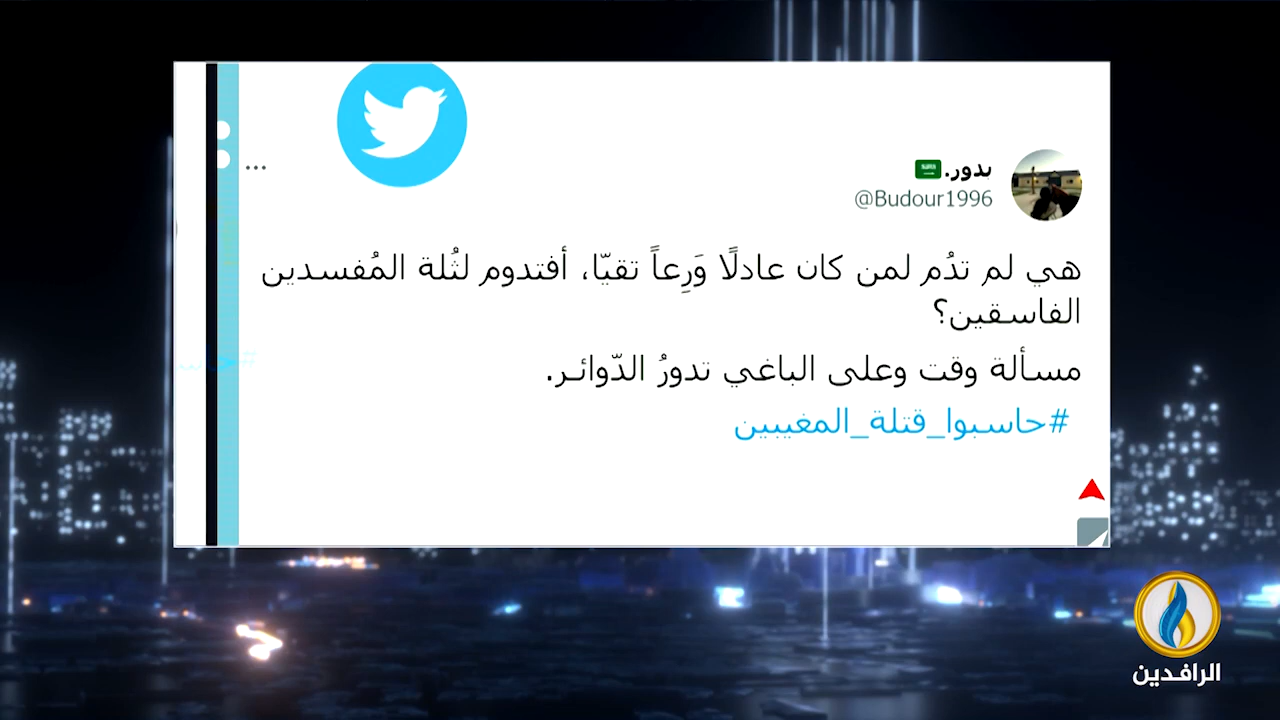 بدور.
@Budour1996
هي لم تدُم لمن كان عادلًا وَرِعاً تقيّا، أفتدوم لثُلة المُفسدين
الفاسقين؟
مسألة وقت وعلى الباغي تدورُ الدّوائر.
#حاسبوا_قتلة_المغيبين
الرافدين